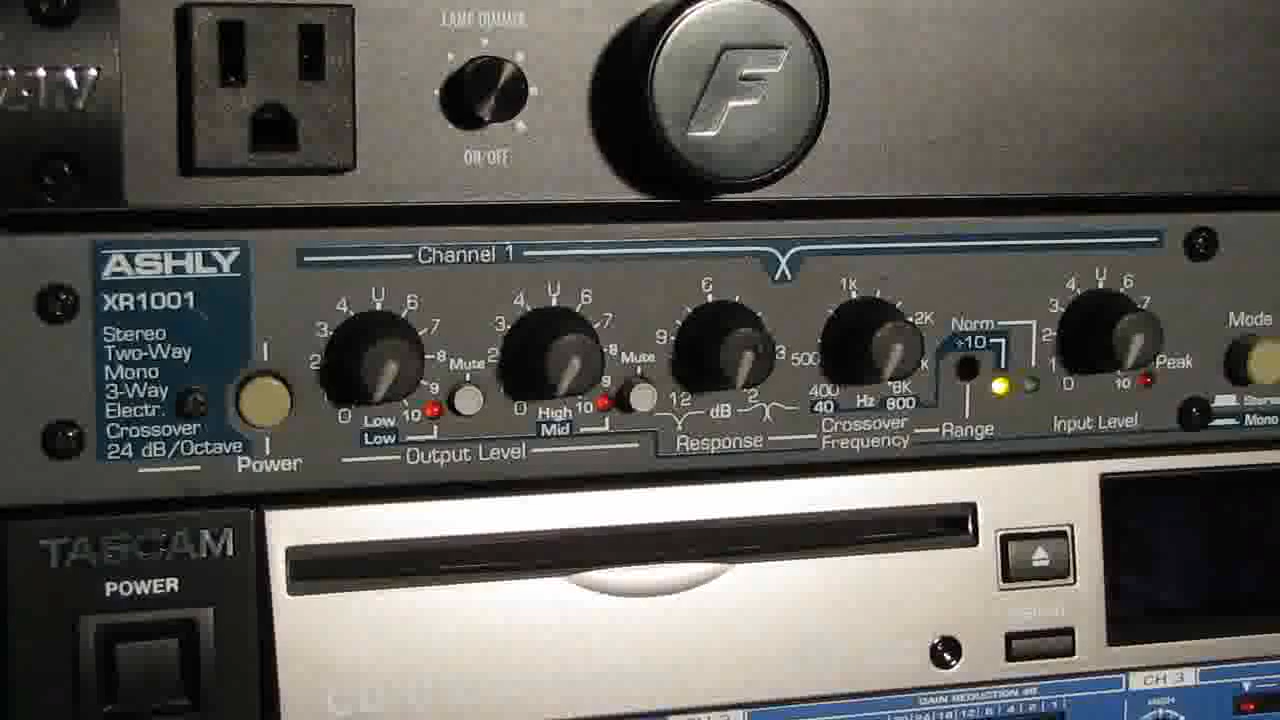 LAMP DIMMER
F
ON/OFF
ASHLY
XR1001
Stereo
Two-Way
Mono
3-Way
Electr.
Crossover
24 dB/Octave
Power
Channel 1
U
4 6
3 7
2 8
9
0 10
Low
Low
Mute
U
4 6
3 7
8
9
0 10
High
Mid
Mute
Output Level
6
9 3
12 2
dB
Response
1K
2K
500
400 8K
40 Hz 800
Crossover
Frequency
Norm
÷10
Range
U
4 6
3 7
2
1
0 10
Peak
Input Level
Mode
Mono
TASCAM
POWER
GAIN REDUCTION dB
CH 3
HIGH